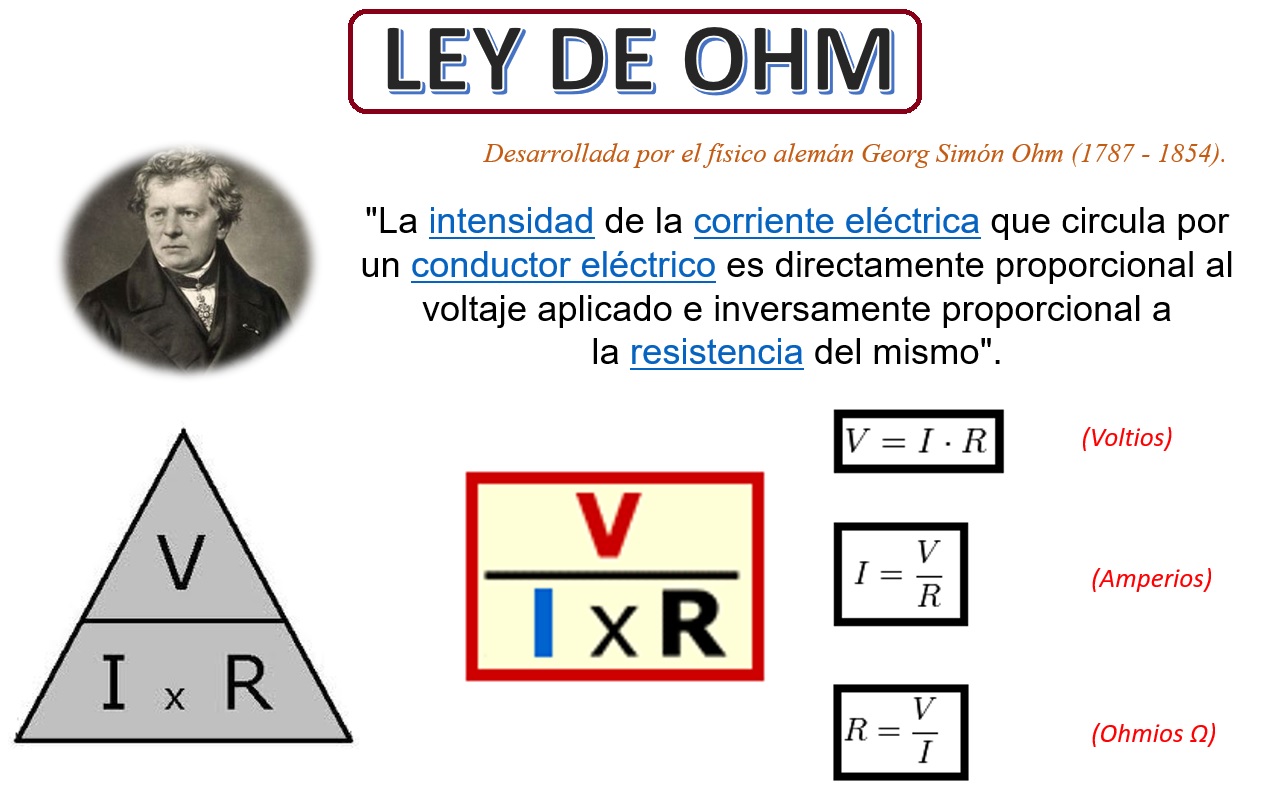 LEY DE OHM
Desarrollada por el físico alemán Georg Simón Ohm (1787 - 1854).
"La intensidad de la corriente eléctrica que circula por
un conductor eléctrico es directamente proporcional al
voltaje aplicado e inversamente proporcional a
la resistencia del mismo".
V
I x R
V
I x R
V = I · R (Voltios)
I = V/R (Amperios)
R = V/I (Ohmios Ω)